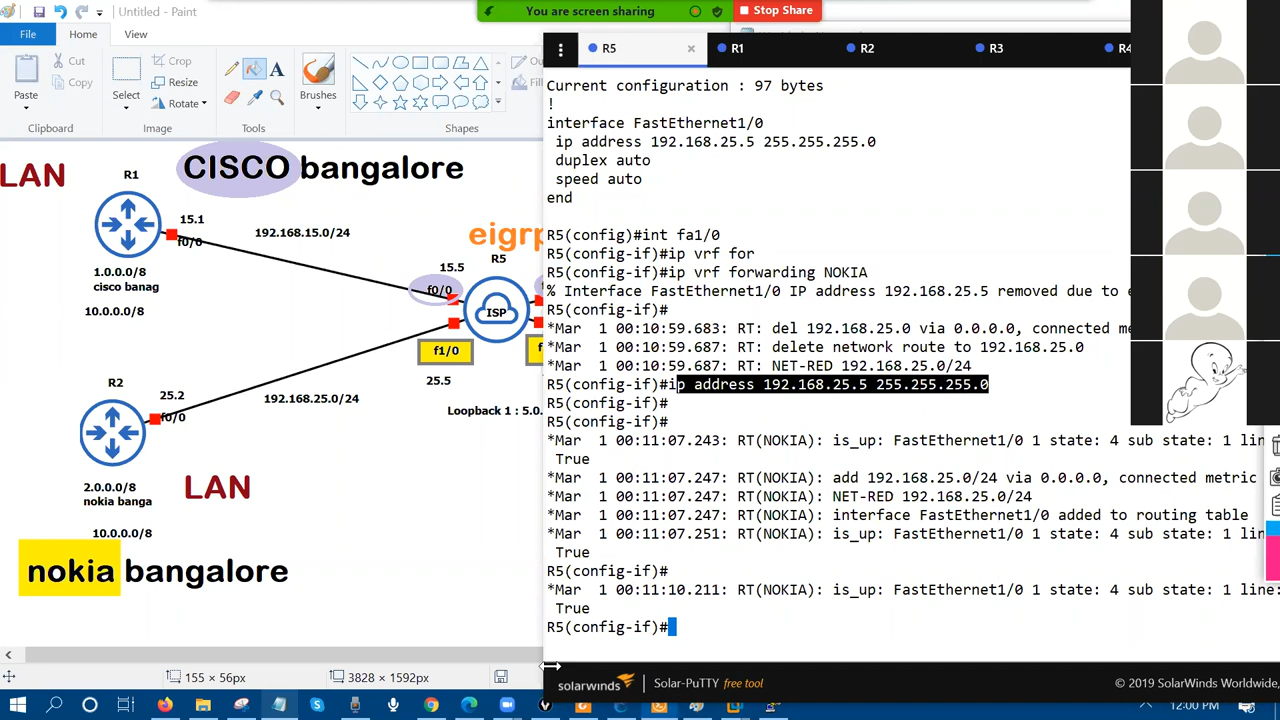 Untitled - Paint
You are screen sharing
Stop Share
File
Home
View
Paste
Cut
Copy
Clipboard
Select
Crop
Resize
Rotate
Image
A
Tools
Brushes
Shapes
R5
R1
R2
R3
R4
LAN
CISCO bangalore
R1
15.1
f0/0
192.168.15.0/24
1.0.0.0/8
cisco banag
10.0.0.0/8
eigrp
R5
15.5
f0/0
ISP
f1/0
25.5
Loopback 1 : 5.0.
R2
25.2
f0/0
192.168.25.0/24
2.0.0.0/8
nokia banga
LAN
10.0.0.0/8
nokia bangalore
Current configuration : 97 bytes
!
interface FastEthernet1/0
ip address 192.168.25.5 255.255.255.0
duplex auto
speed auto
end
R5(config)#int fa1/0
R5(config-if)#ip vrf for
R5(config-if)#ip vrf forwarding NOKIA
% Interface FastEthernet1/0 IP address 192.168.25.5 removed due to e
R5(config-if)#
*Mar 1 00:10:59.683: RT: del 192.168.25.0 via 0.0.0.0, connected me
*Mar 1 00:10:59.687: RT: delete network route to 192.168.25.0
*Mar 1 00:10:59.687: RT: NET-RED 192.168.25.0/24
R5(config-if)#ip address 192.168.25.5 255.255.255.0
R5(config-if)#
R5(config-if)#
*Mar 1 00:11:07.243: RT(NOKIA): is_up: FastEthernet1/0 1 state: 4 sub state: 1 line
True
*Mar 1 00:11:07.247: RT(NOKIA): add 192.168.25.0/24 via 0.0.0.0, connected metric
*Mar 1 00:11:07.247: RT(NOKIA): NET-RED 192.168.25.0/24
*Mar 1 00:11:07.247: RT(NOKIA): interface FastEthernet1/0 added to routing table
*Mar 1 00:11:07.251: RT(NOKIA): is_up: FastEthernet1/0 1 state: 4 sub state: 1 line
True
R5(config-if)#
*Mar 1 00:11:10.211: RT(NOKIA): is_up: FastEthernet1/0 1 state: 4 sub state: 1 line:
True
R5(config-if)#
155 × 56px
3828 × 1592px
solarwinds
Solar-PuTTY free tool
© 2019 SolarWinds Worldwide,
12:00 PM